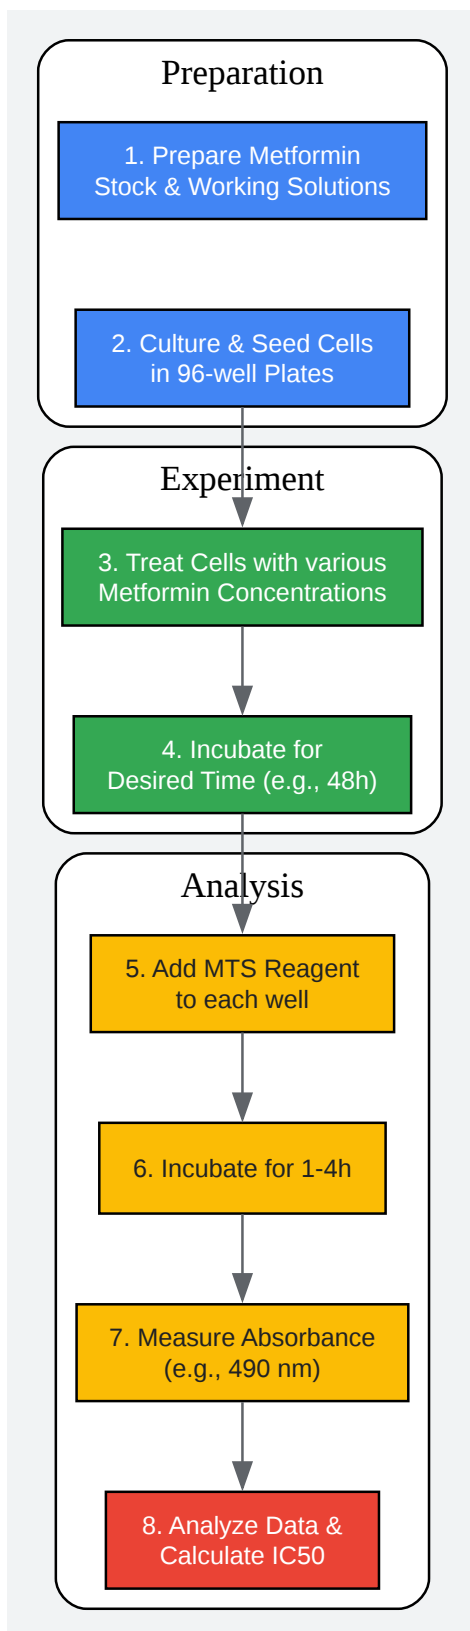 Preparation
1. Prepare Metformin
Stock & Working Solutions
2. Culture & Seed Cells
in 96-well Plates
Experiment
3. Treat Cells with various
Metformin Concentrations
4. Incubate for
Desired Time (e.g., 48h)
Analysis
5. Add MTS Reagent
to each well
6. Incubate for 1-4h
7. Measure Absorbance
(e.g., 490 nm)
8. Analyze Data &
Calculate IC50